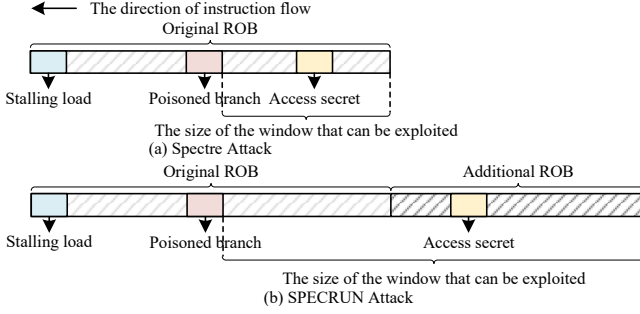 The direction of instruction flow
Original ROB
Stalling load Poisoned branch Access secret
The size of the window that can be exploited
(a) Spectre Attack
Original ROB Additional ROB
Stalling load Poisoned branch Access secret
The size of the window that can be exploited
(b) SPECRUN Attack